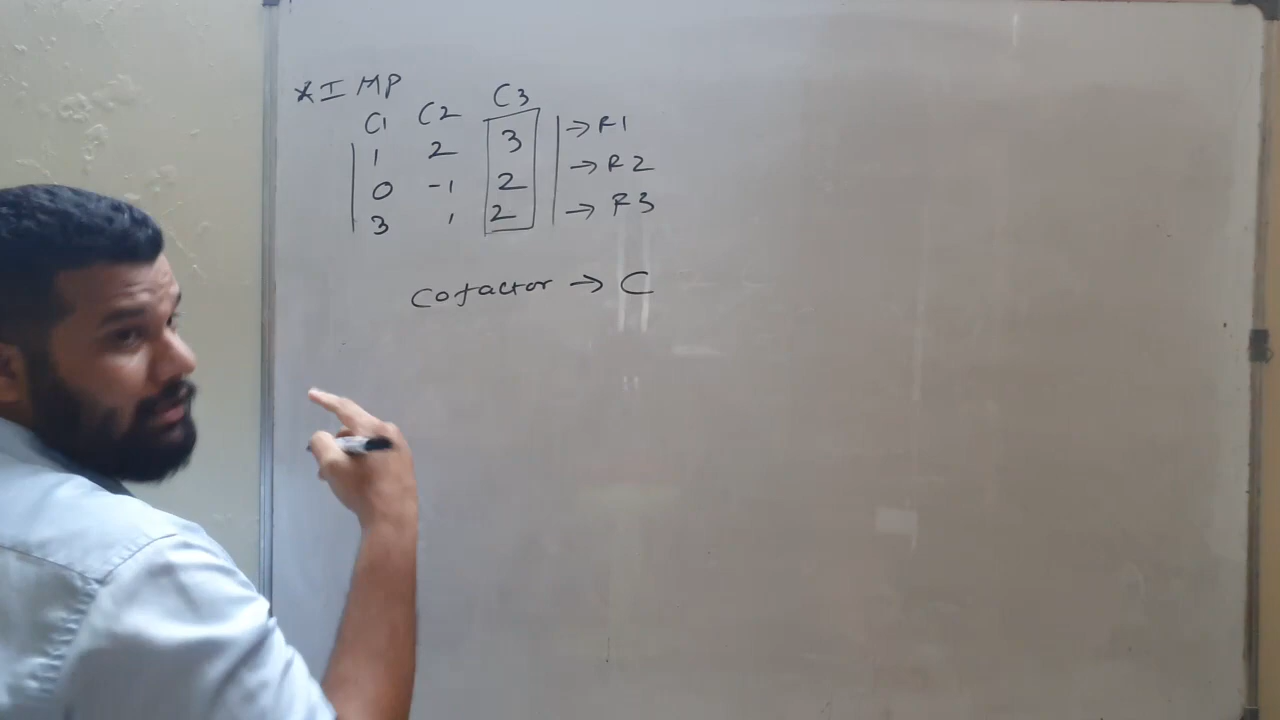 *IMP
C1 C2 C3
1 2 3 → R1
0 -1 2 → R2
3 1 2 → R3
cofactor → C